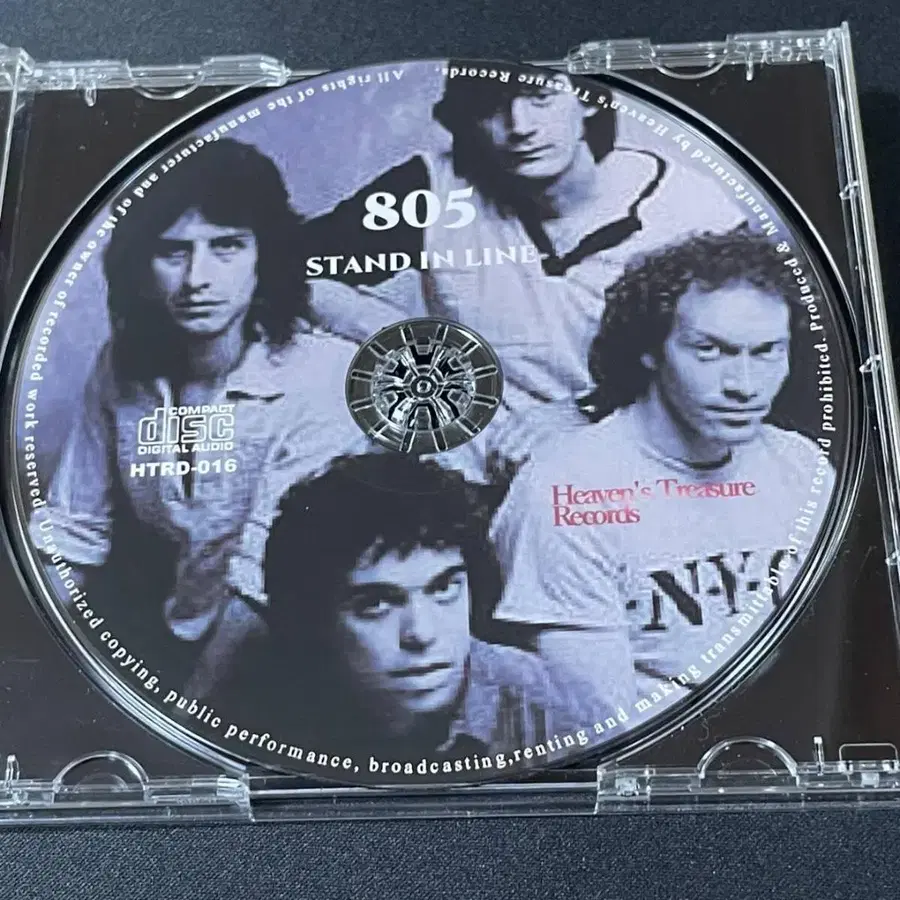 805
STAND IN LINE
COMPACT
disc
DIGITAL AUDIO
HTRD-016
Heaven's Treasure
Records
-N-Y-C
All rights of the manufacturer and of the owner of recorded work reserved. Unauthorized copying, public performance, broadcasting,renting and making transmittable of this record prohibited. Produced & Manufactured by Heaven's Treasure Records.